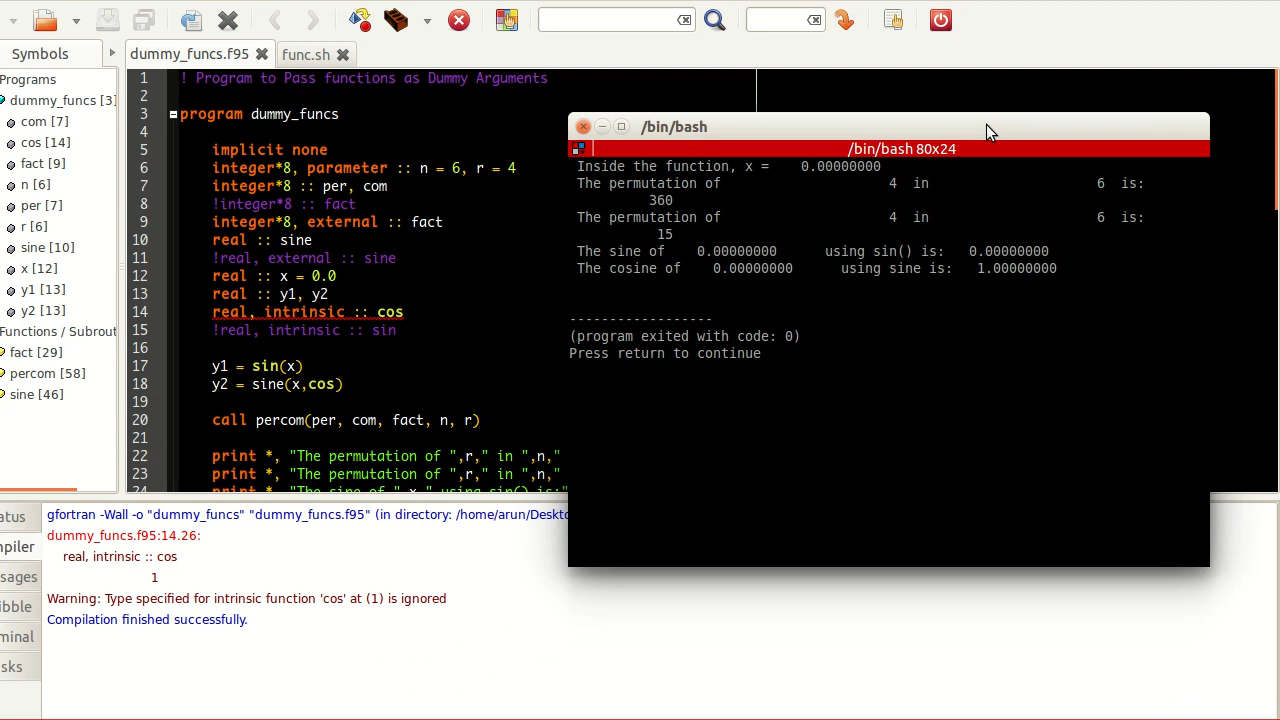 dummy_funcs.f95
func.sh
Symbols
Programs
dummy_funcs [3]
com [7]
cos [14]
fact [9]
n [6]
per [7]
r [6]
sine [10]
x [12]
y1 [13]
y2 [13]
Functions / Subrout
fact [29]
percom [58]
sine [46]
1 ! Program to Pass functions as Dummy Arguments
2
3 program dummy_funcs
4
5 implicit none
6 integer*8, parameter :: n = 6, r = 4
7 integer*8 :: per, com
8 !integer*8 :: fact
9 integer*8, external :: fact
10 real :: sine
11 !real, external :: sine
12 real :: x = 0.0
13 real :: y1, y2
14 real, intrinsic :: cos
15 !real, intrinsic :: sin
16
17 y1 = sin(x)
18 y2 = sine(x,cos)
19
20 call percom(per, com, fact, n, r)
21
22 print *, "The permutation of ",r," in ",n,"
23 print *, "The permutation of ",r," in ",n,"
24 print *, "The sine of ",x," using sin() is:"
/bin/bash
/bin/bash 80x24
Inside the function, x = 0.00000000
The permutation of 4 in 6 is:
360
The permutation of 4 in 6 is:
15
The sine of 0.00000000 using sin() is: 0.00000000
The cosine of 0.00000000 using sine is: 1.00000000
------------------
(program exited with code: 0)
Press return to continue
atus
mpiler
ssages
ribble
minal
sks
gfortran -Wall -o "dummy_funcs" "dummy_funcs.f95" (in directory: /home/arun/Deskto
dummy_funcs.f95:14.26:
real, intrinsic :: cos
1
Warning: Type specified for intrinsic function 'cos' at (1) is ignored
Compilation finished successfully.